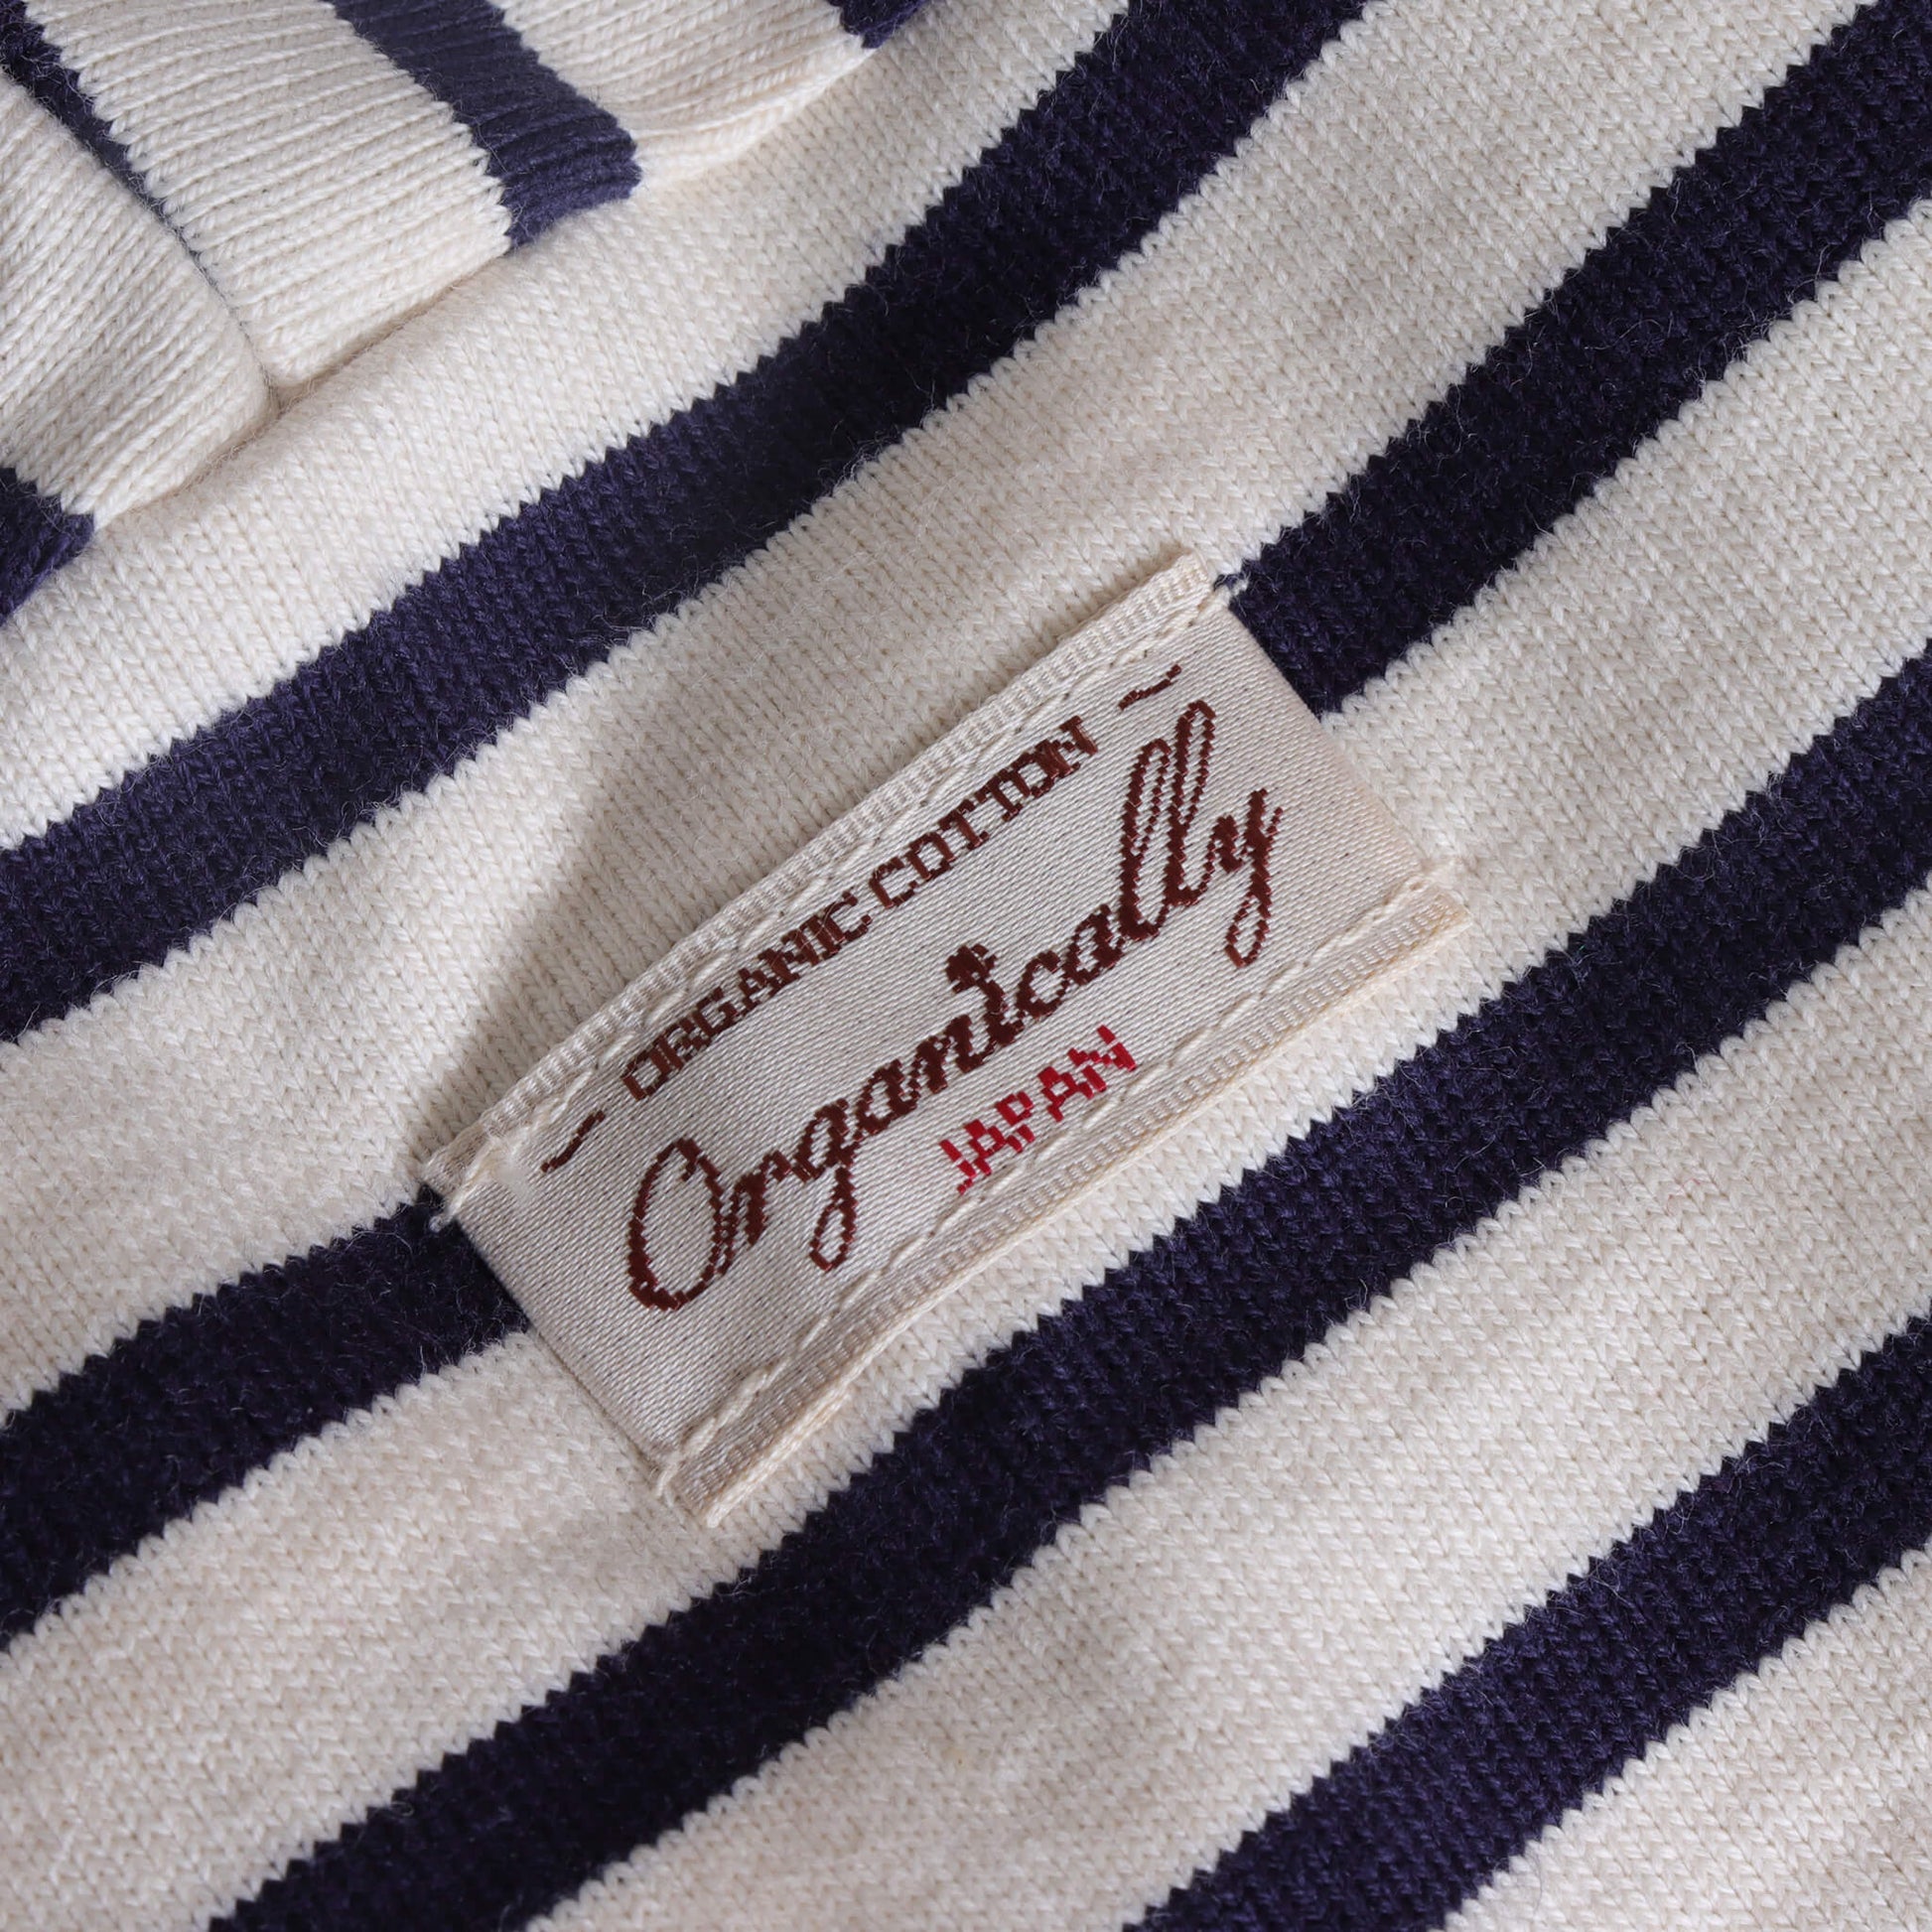 ~ ORGANIC COTTON ~
Organically
JAPAN